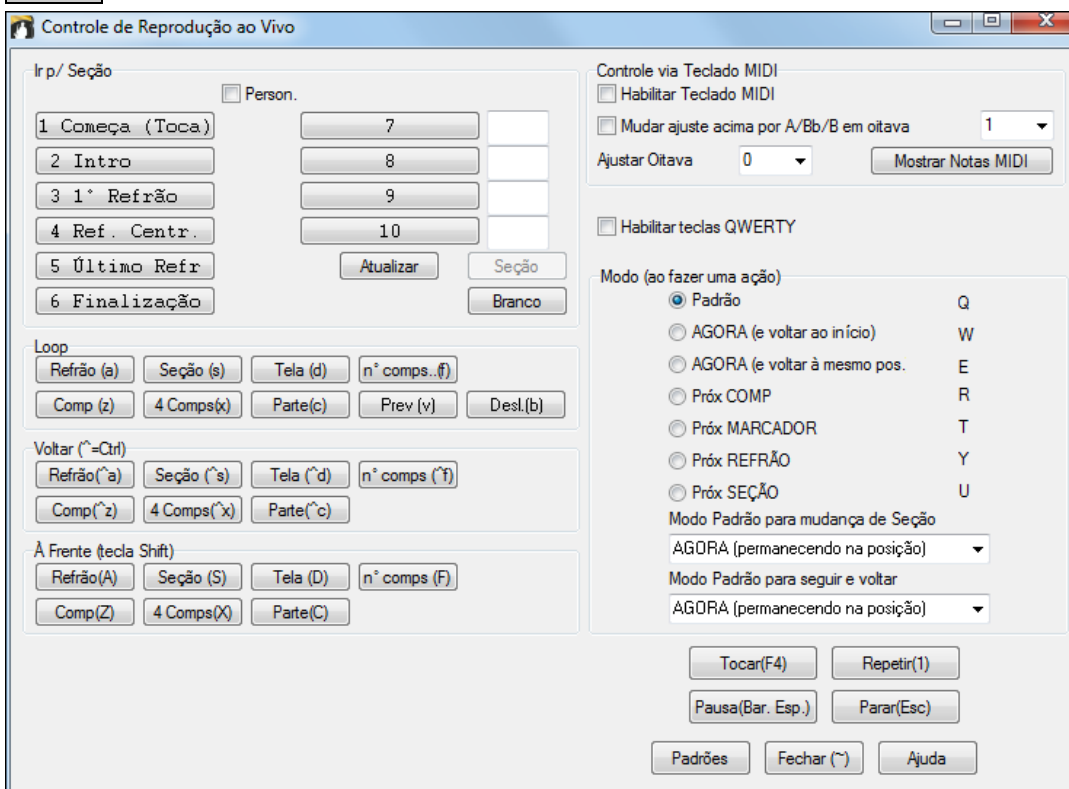 Controle de Reprodução ao Vivo
Ir p/ Seção
Person.
1 Começa (Toca)
7
2 Intro
8
3 1° Refrão
9
4 Ref. Centr.
10
5 Último Refr
Atualizar
Seção
6 Finalização
Branco
Loop
Refrão (a)
Seção (s)
Tela (d)
n° comps..(f)
Comp (z)
4 Comps(x)
Parte(c)
Prev (v)
Desl.(b)
Voltar (^=Ctrl)
Refrão(^a)
Seção (^s)
Tela (^d)
n° comps (^f)
Comp(^z)
4 Comps(^x)
Parte(^c)
À Frente (tecla Shift)
Refrão(A)
Seção (S)
Tela (D)
n° comps (F)
Comp(Z)
4 Comps(X)
Parte(C)
Controle via Teclado MIDI
Habilitar Teclado MIDI
Mudar ajuste acima por A/Bb/B em oitava
1
Ajustar Oitava
0
Mostrar Notas MIDI
Habilitar teclas QWERTY
Modo (ao fazer uma ação)
Padrão Q
AGORA (e voltar ao início) W
AGORA (e voltar à mesmo pos. E
Próx COMP R
Próx MARCADOR T
Próx REFRÃO Y
Próx SEÇÃO U
Modo Padrão para mudança de Seção
AGORA (permanecendo na posição)
Modo Padrão para seguir e voltar
AGORA (permanecendo na posição)
Tocar(F4)
Repetir(1)
Pausa(Bar. Esp.)
Parar(Esc)
Padrões
Fechar (~)
Ajuda